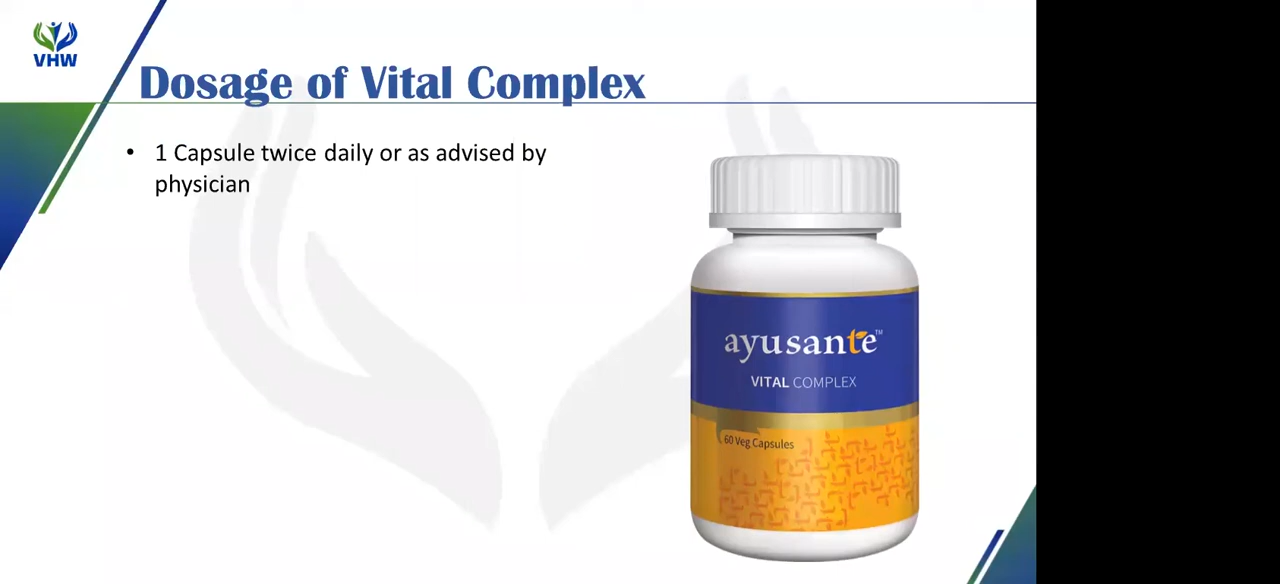 VHW
Dosage of Vital Complex
• 1 Capsule twice daily or as advised by
physician
ayusante™
VITAL COMPLEX
60 Veg Capsules